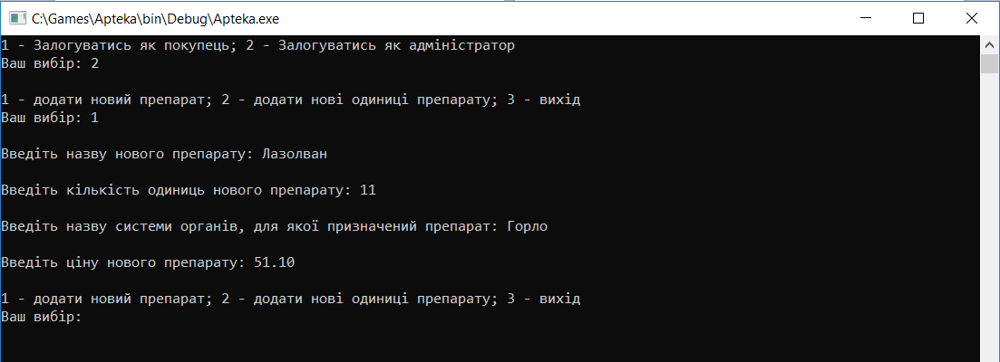 C:\Games\Apteka\bin\Debug\Apteka.exe
1 - Залогуватись як покупець; 2 - Залогуватись як адміністратор
Ваш вибір: 2
1 - додати новий препарат; 2 - додати нові одиниці препарату; 3 - вихід
Ваш вибір: 1
Введіть назву нового препарату: Лазолван
Введіть кількість одиниць нового препарату: 11
Введіть назву системи органів, для якої призначений препарат: Горло
Введіть ціну нового препарату: 51.10
1 - додати новий препарат; 2 - додати нові одиниці препарату; 3 - вихід
Ваш вибір: